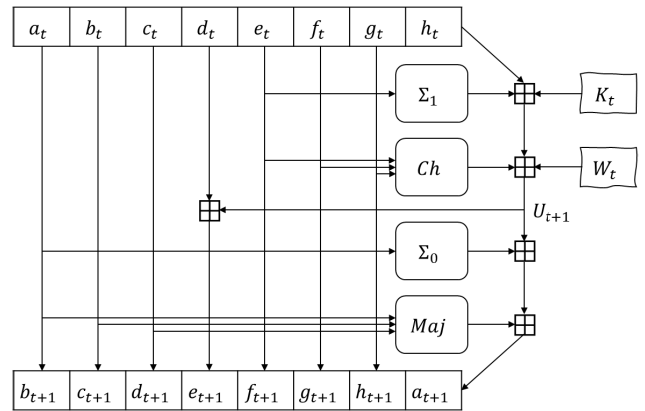 a_t b_t c_t d_t e_t f_t g_t h_t
Σ_1 K_t
Ch W_t
U_{t+1}
Σ_0
Maj
b_{t+1} c_{t+1} d_{t+1} e_{t+1} f_{t+1} g_{t+1} h_{t+1} a_{t+1}